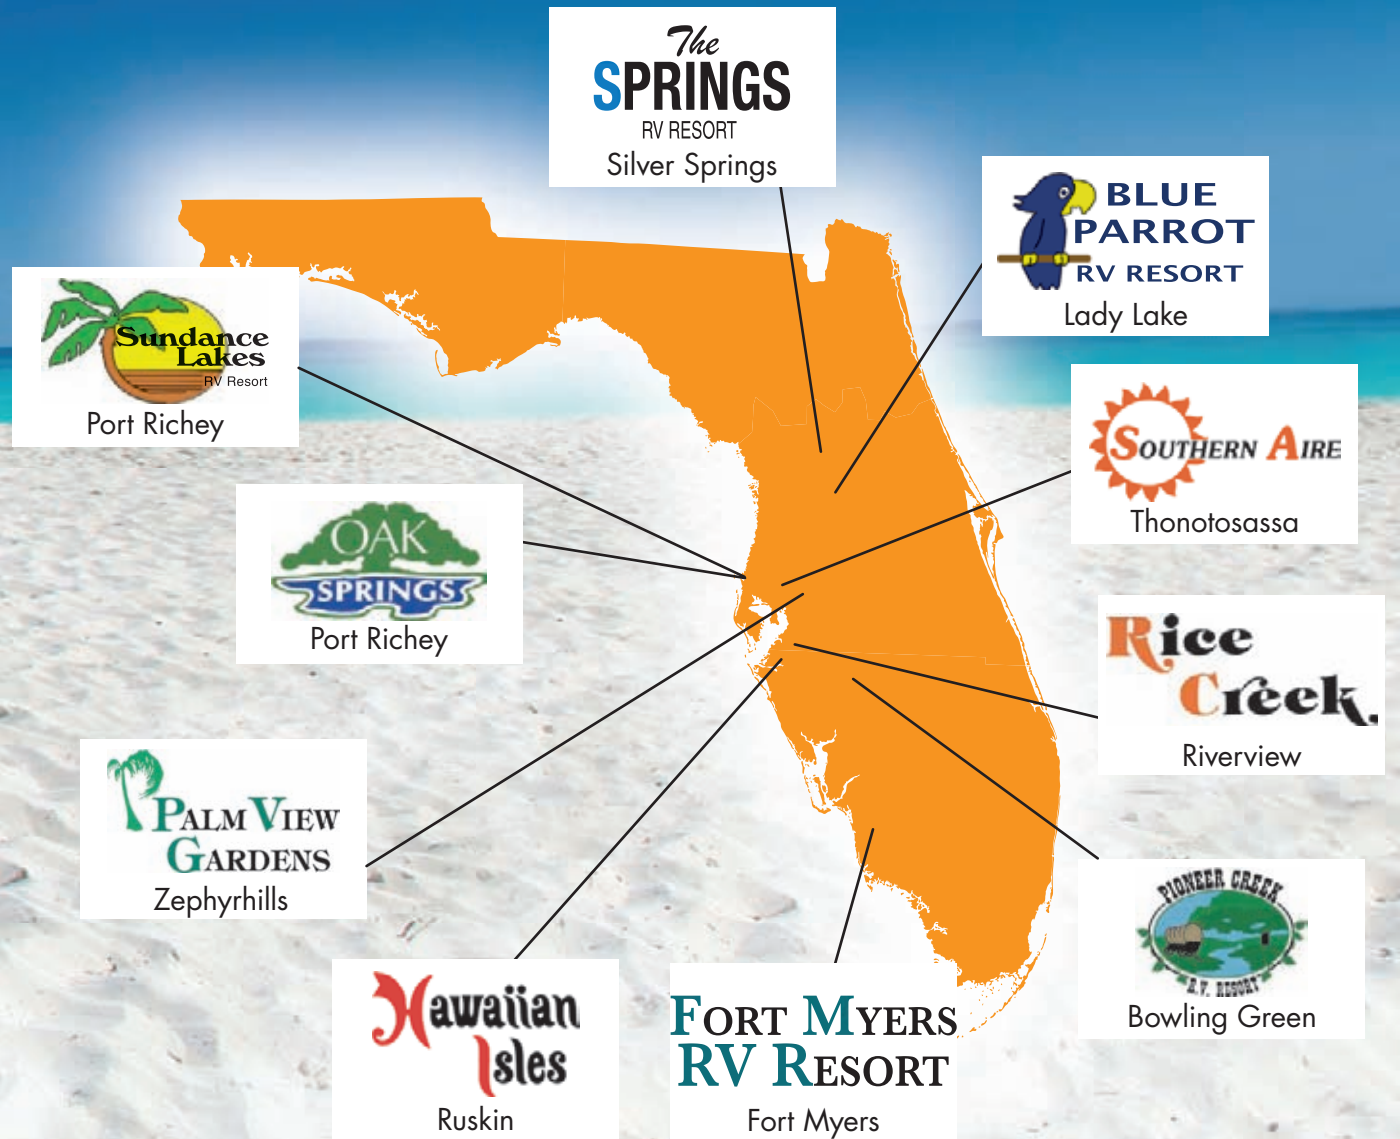 The
SPRINGS
RV RESORT
Silver Springs
BLUE
PARROT
RV RESORT
Lady Lake
Sundance
Lakes
RV Resort
Port Richey
SOUTHERN AIRE
Thonotosassa
OAK
SPRINGS
Port Richey
Rice
Creek
Riverview
PALM VIEW
GARDENS
Zephyrhills
PIONEER CREEK
R.V. RESORT
Bowling Green
Hawaiian
Isles
Ruskin
FORT MYERS
RV RESORT
Fort Myers